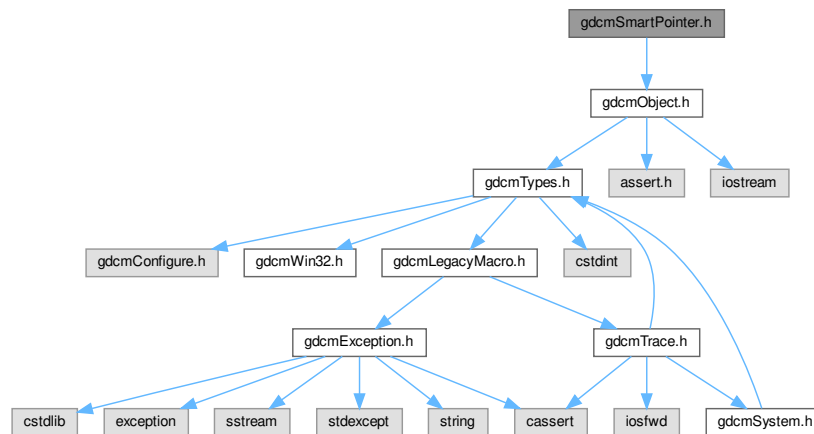 gdcmSmartPointer.h
gdcmObject.h
gdcmTypes.h
assert.h
iostream
gdcmConfigure.h
gdcmWin32.h
gdcmLegacyMacro.h
cstdint
gdcmException.h
gdcmTrace.h
cstdlib
exception
sstream
stdexcept
string
cassert
iosfwd
gdcmSystem.h